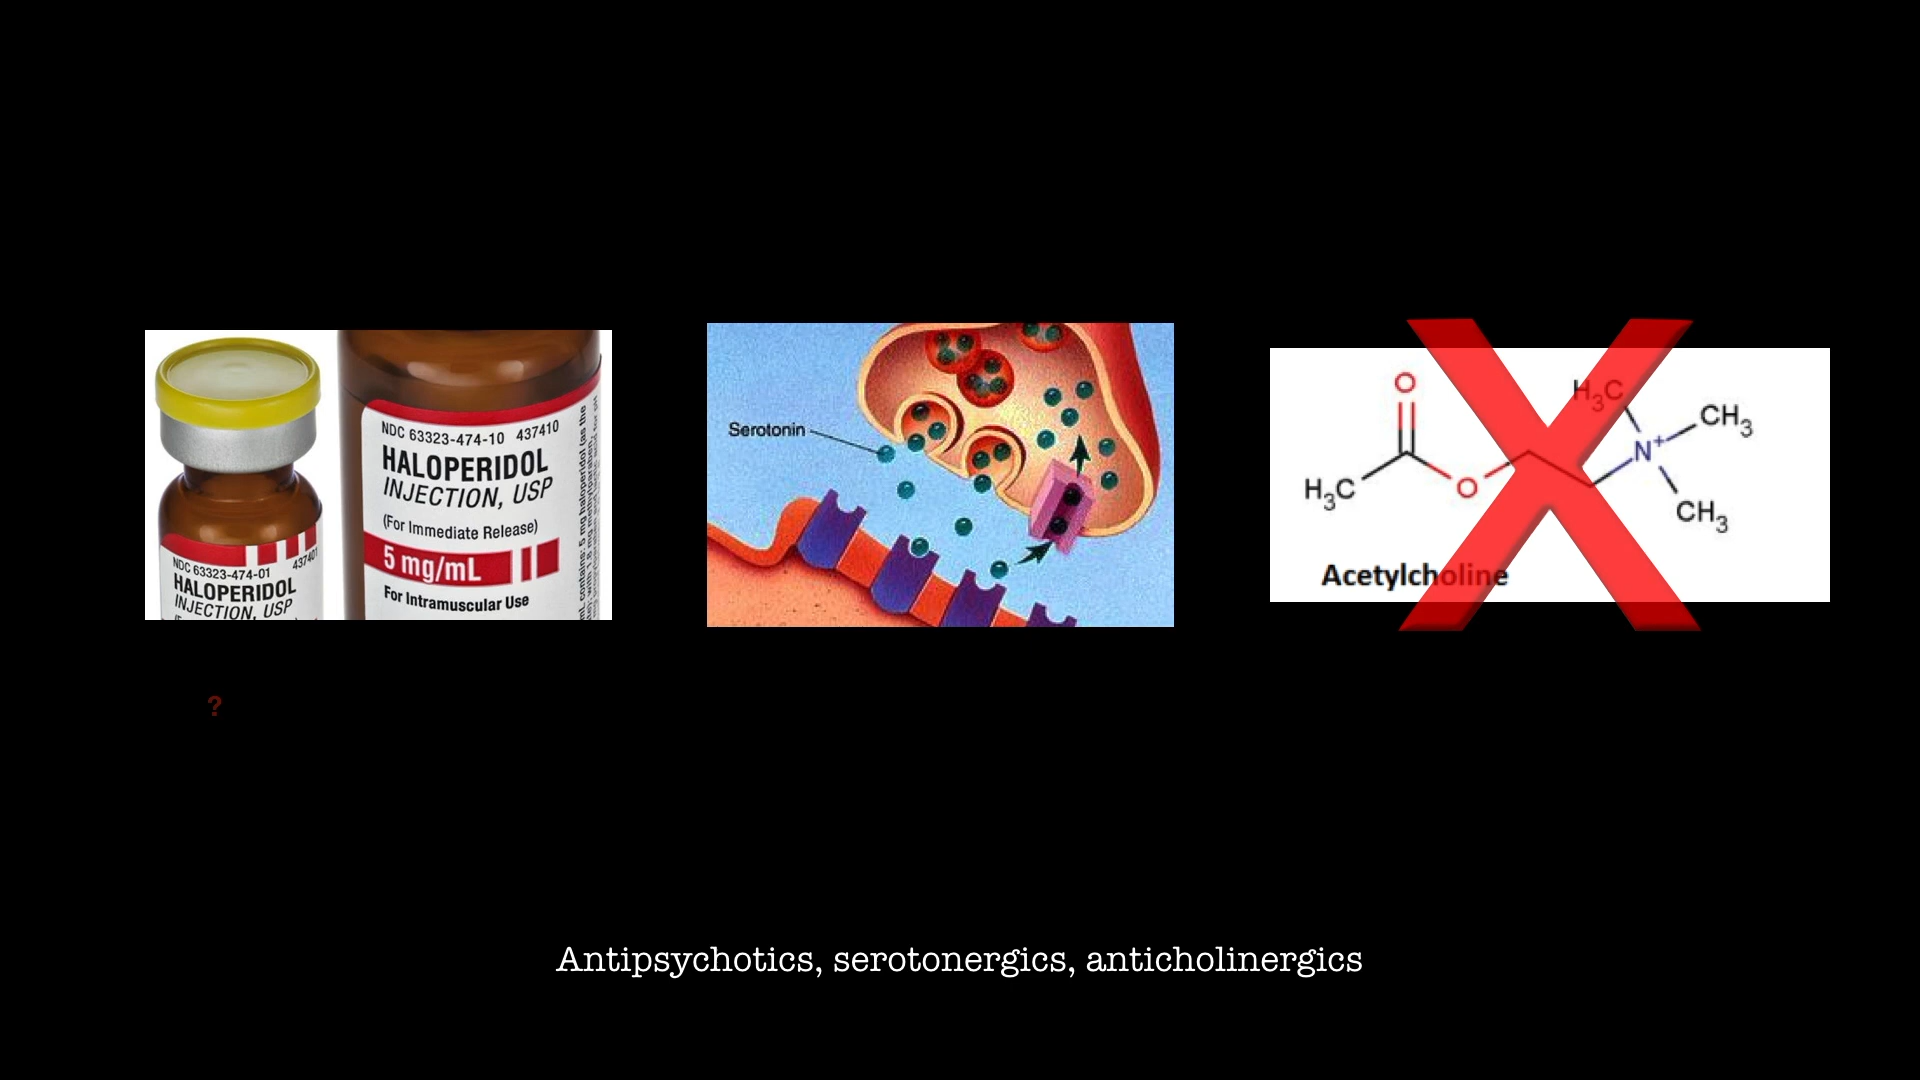 NDC 63323-474-10 437410
HALOPERIDOL
INJECTION, USP
(For Immediate Release)
5 mg/mL
For Intramuscular Use
NDC 63323-474-01 437401
HALOPERIDOL
INJECTION, USP
Serotonin
O
H₃C
O
H₃C
N⁺
CH₃
CH₃
Acetylcholine
?
Antipsychotics, serotonergics, anticholinergics